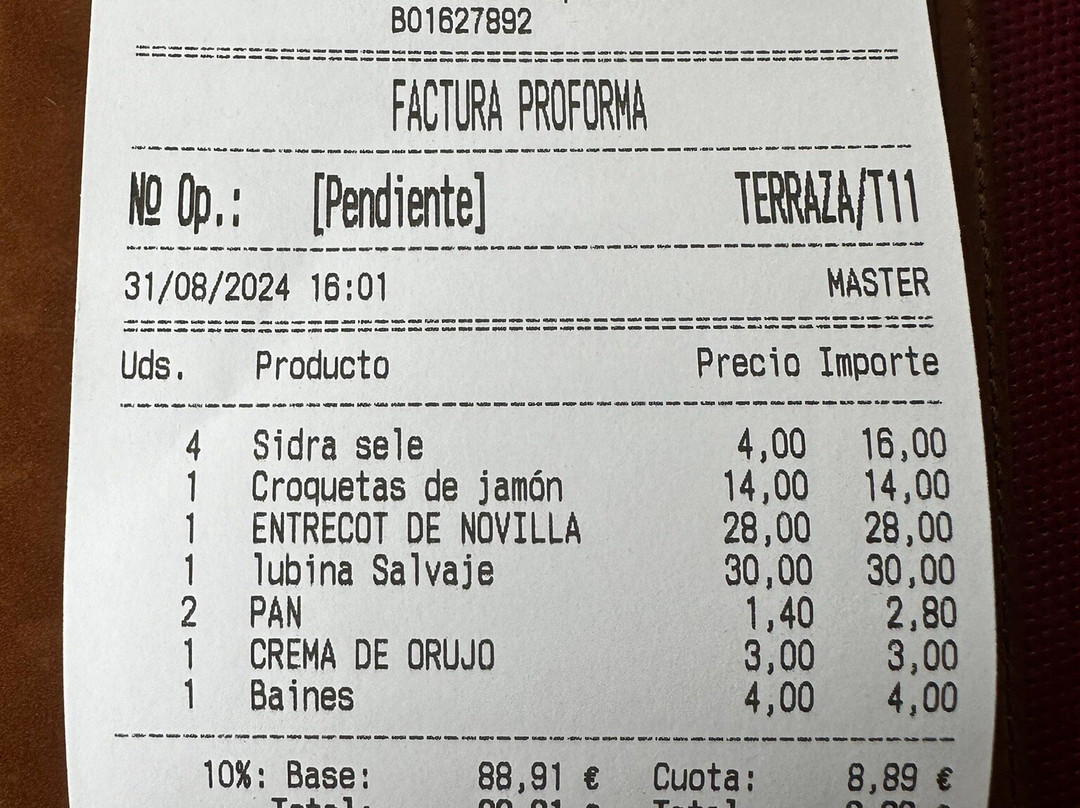 B01627892
FACTURA PROFORMA
Nº Op.: [Pendiente] TERRAZA/T11
31/08/2024 16:01 MASTER
Uds. Producto Precio Importe
4 Sidra sele 4,00 16,00
1 Croquetas de jamón 14,00 14,00
1 ENTRECOT DE NOVILLA 28,00 28,00
1 lubina Salvaje 30,00 30,00
2 PAN 1,40 2,80
1 CREMA DE ORUJO 3,00 3,00
1 Baines 4,00 4,00
10%: Base: 88,91 € Cuota: 8,89 €